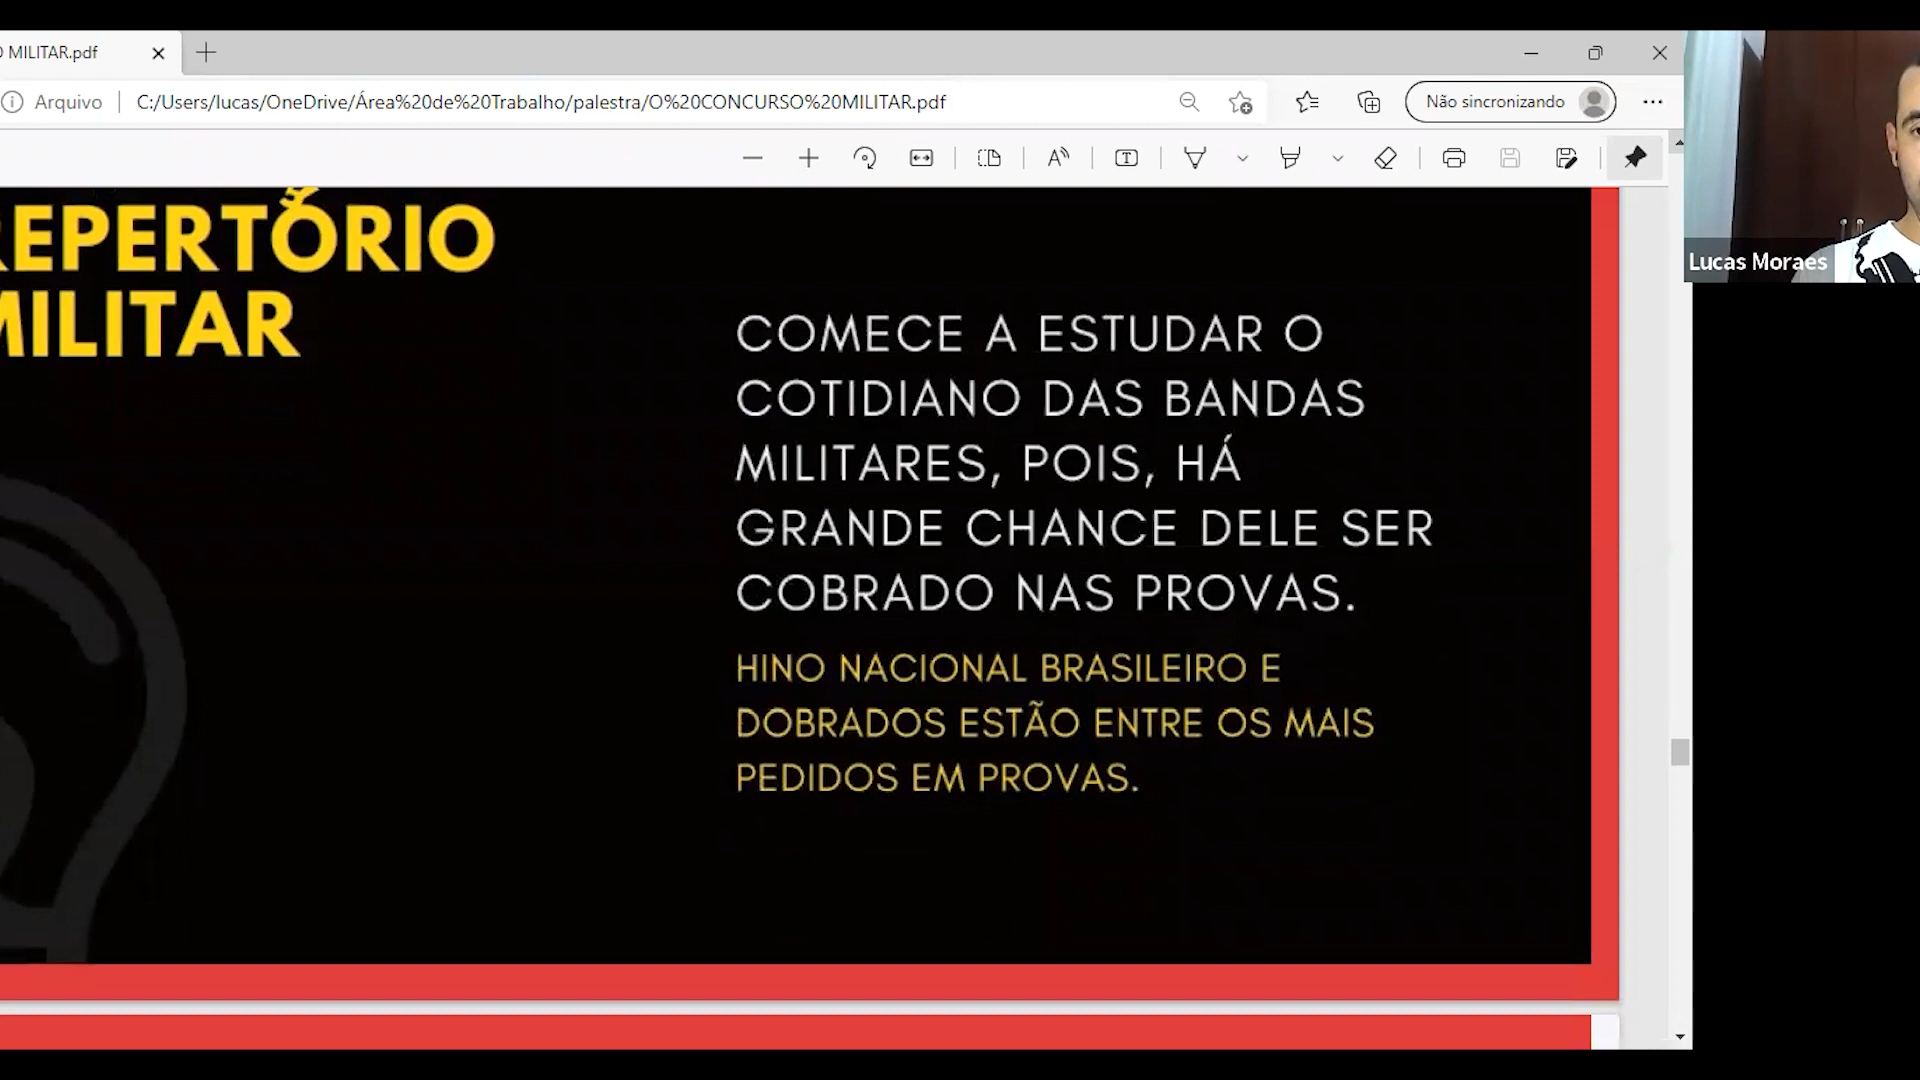 MILITAR.pdf
Arquivo
C:/Users/lucas/OneDrive/Área%20de%20Trabalho/palestra/O%20CONCURSO%20MILITAR.pdf
Não sincronizando
Lucas Moraes
REPERTÓRIO
MILITAR
COMECE A ESTUDAR O
COTIDIANO DAS BANDAS
MILITARES, POIS, HÁ
GRANDE CHANCE DELE SER
COBRADO NAS PROVAS.
HINO NACIONAL BRASILEIRO E
DOBRADOS ESTÃO ENTRE OS MAIS
PEDIDOS EM PROVAS.